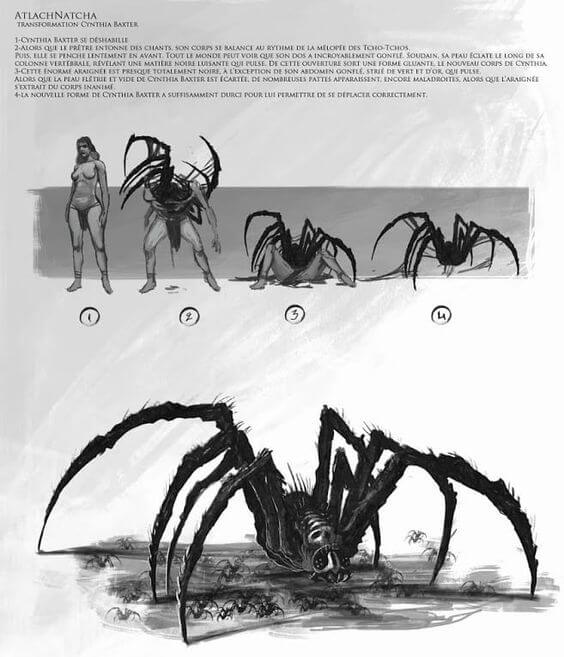 AtlachNatcha
transformation Cynthia Baxter
1-Cynthia Baxter se déshabille
2-Alors que le prêtre entonne des chants, son corps se balance au rythme de la mélopée des Tcho-Tchos.
Puis, elle se penche lentement en avant. Tout le monde peut voir que son dos a incroyablement gonflé. Soudain, sa peau éclate le long de sa
colonne vertébrale, révélant une matière noire luisante qui pulse. De cette ouverture sort une forme gluante, le nouveau corps de Cynthia.
3-Cette énorme araignée est presque totalement noire, à l'exception de son abdomen gonflé, strié de vert et d'or, qui pulse.
Alors que la peau flétrie et vide de Cynthia Baxter est écartée, de nombreuses pattes apparaissent, encore maladroites, alors que l'araignée
s'extrait du corps inanimé.
4-la nouvelle forme de Cynthia Baxter a suffisamment durci pour lui permettre de se déplacer correctement.
1 2 3 4